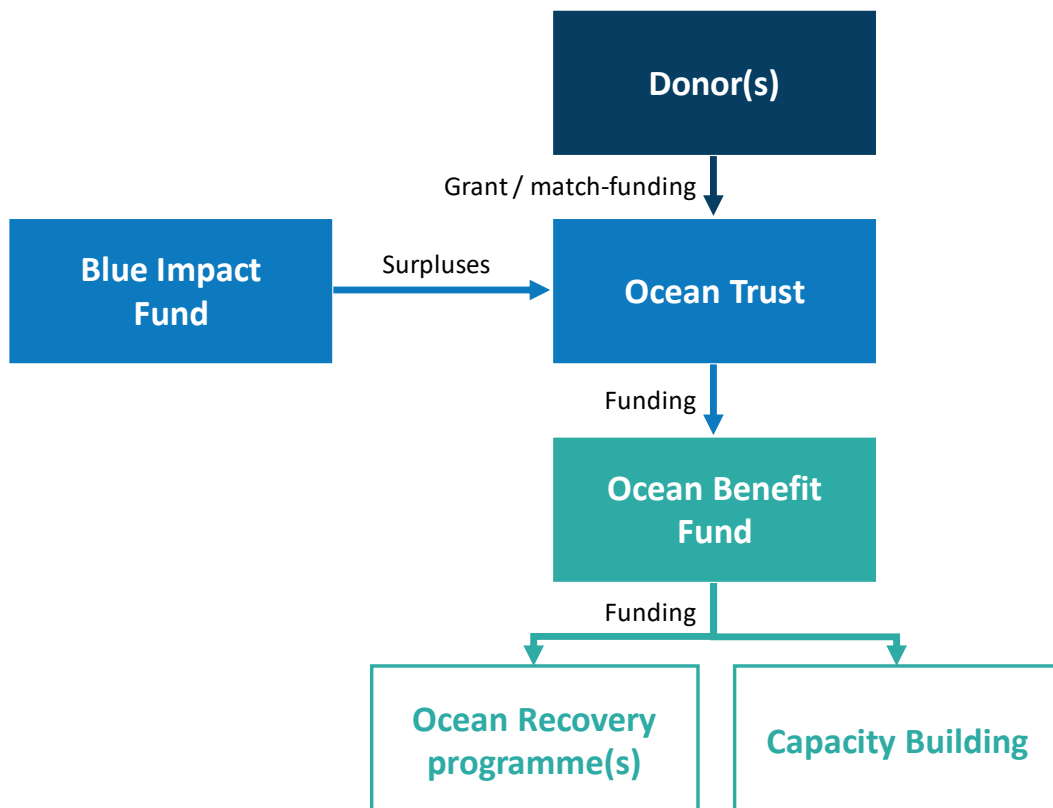 Donor(s)
Grant / match-funding
Blue Impact
Fund
Surpluses
Ocean Trust
Funding
Ocean Benefit
Fund
Funding
Ocean Recovery
programme(s)
Capacity Building